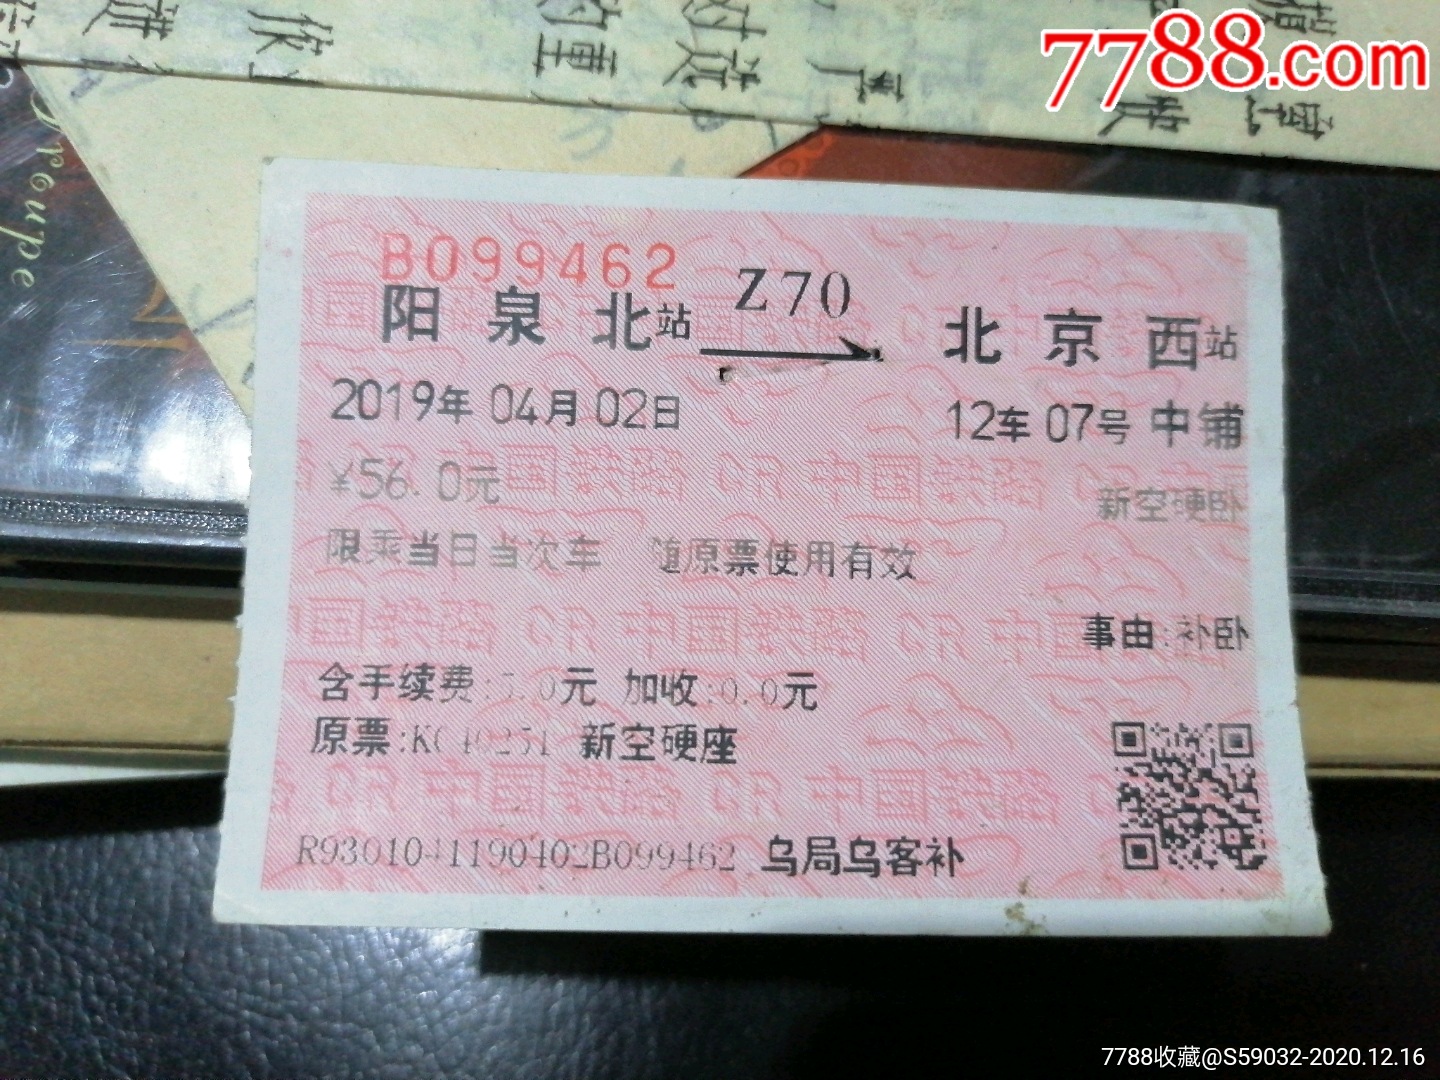 7788.com
roupe
B099462
阳泉北站 Z70 北京西站
2019年04月02日 12车07号中铺
¥56.0元 新空硬卧
限乘当日当次车 随原票使用有效
事由:补卧
含手续费:5.0元 加收:0.0元
原票: 新空硬座
R9301041190402B099462 乌局乌客补
7788收藏@S59032-2020.12.16